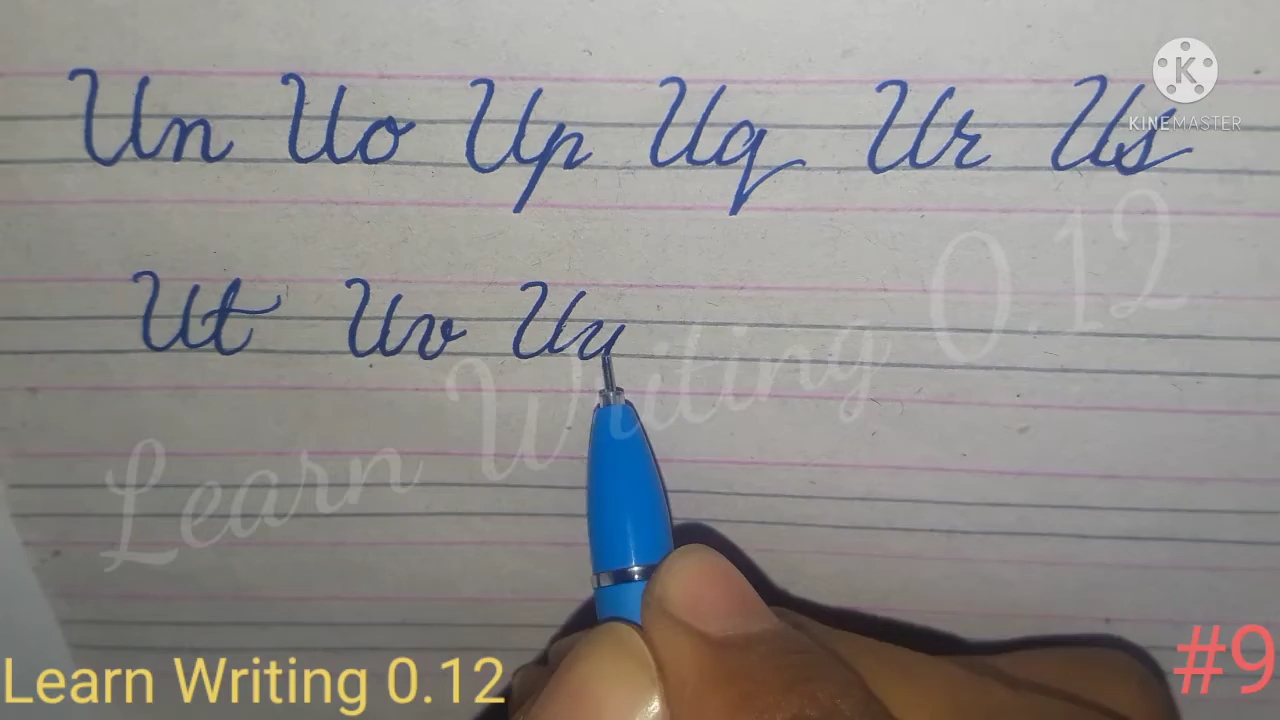 KINEMASTER
Un Uo Up Uq Ur Us
Ut Uv Uu
Learn Writing 0.12
Learn Writing 0.12
#9